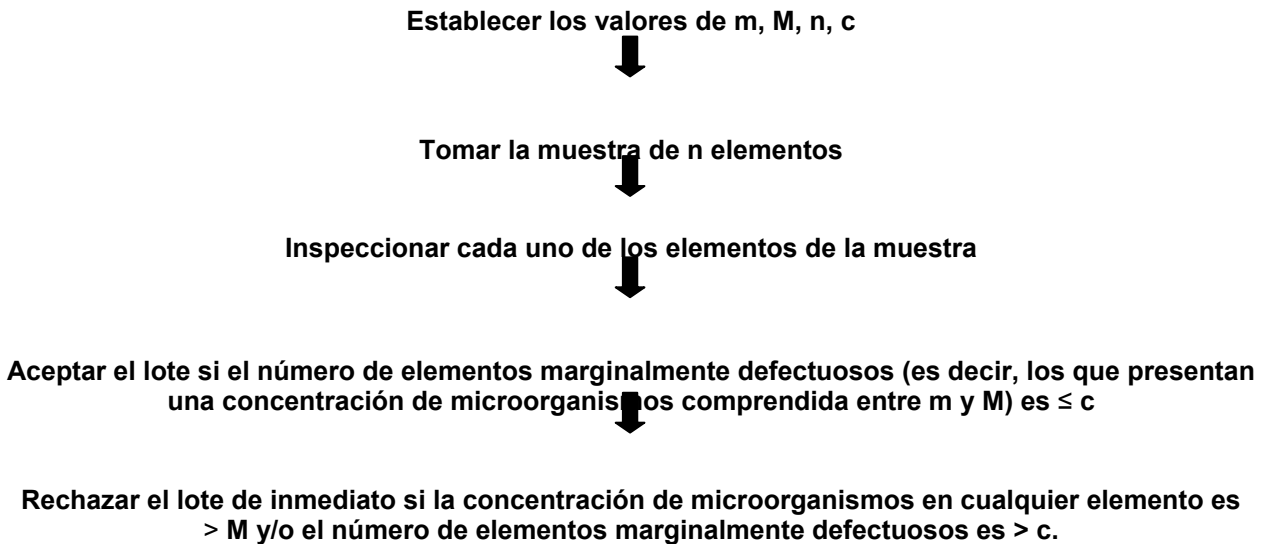 Establecer los valores de m, M, n, c
Tomar la muestra de n elementos
Inspeccionar cada uno de los elementos de la muestra
Aceptar el lote si el número de elementos marginalmente defectuosos (es decir, los que presentan
una concentración de microorganismos comprendida entre m y M) es ≤ c
Rechazar el lote de inmediato si la concentración de microorganismos en cualquier elemento es
> M y/o el número de elementos marginalmente defectuosos es > c.